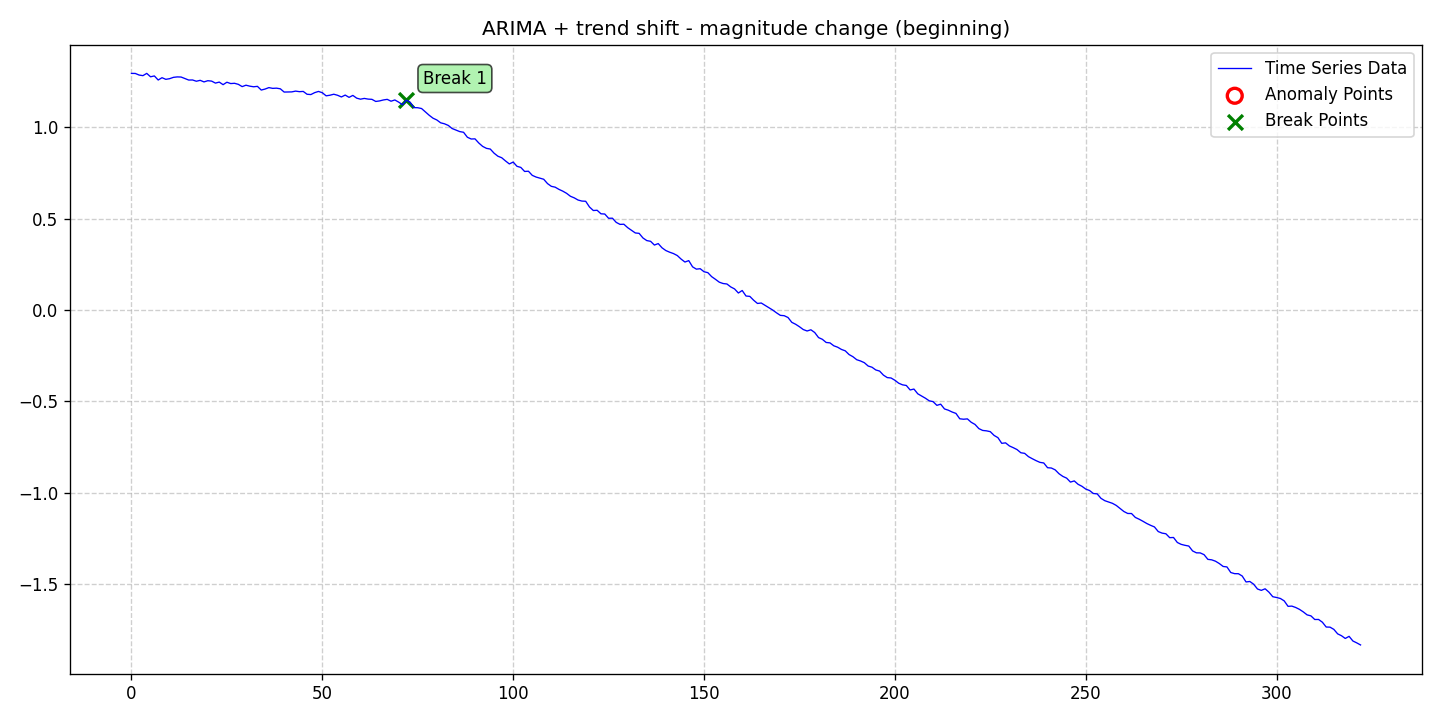 ARIMA + trend shift - magnitude change (beginning)
Break 1
Time Series Data
Anomaly Points
Break Points
1.0
0.5
0.0
−0.5
−1.0
−1.5
0 50 100 150 200 250 300